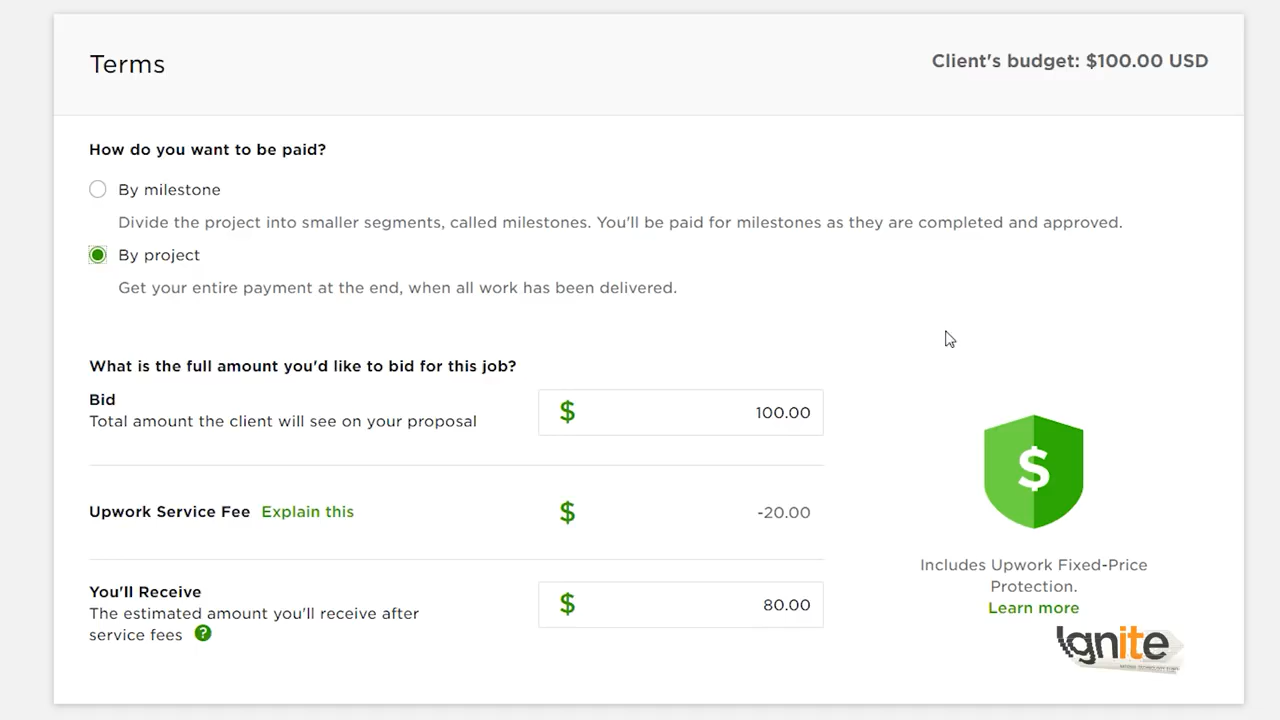 Terms
Client's budget: $100.00 USD
How do you want to be paid?
By milestone
Divide the project into smaller segments, called milestones. You'll be paid for milestones as they are completed and approved.
By project
Get your entire payment at the end, when all work has been delivered.
What is the full amount you'd like to bid for this job?
Bid
Total amount the client will see on your proposal
$ 100.00
Upwork Service Fee Explain this
$ -20.00
You'll Receive
The estimated amount you'll receive after
service fees ?
$ 80.00
$
Includes Upwork Fixed-Price
Protection.
Learn more
Ignite